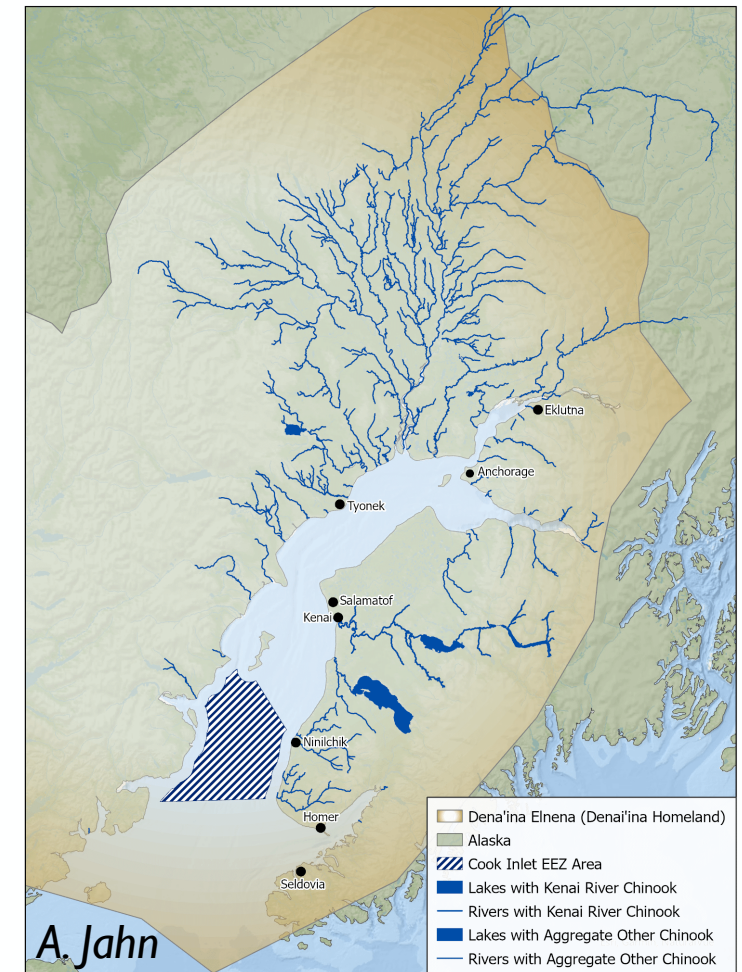 Eklutna
Anchorage
Tyonek
Salamatof
Kenai
Ninilchik
Homer
Seldovia
Dena'ina Elnena (Denai'ina Homeland)
Alaska
Cook Inlet EEZ Area
Lakes with Kenai River Chinook
Rivers with Kenai River Chinook
Lakes with Aggregate Other Chinook
Rivers with Aggregate Other Chinook
A. Jahn